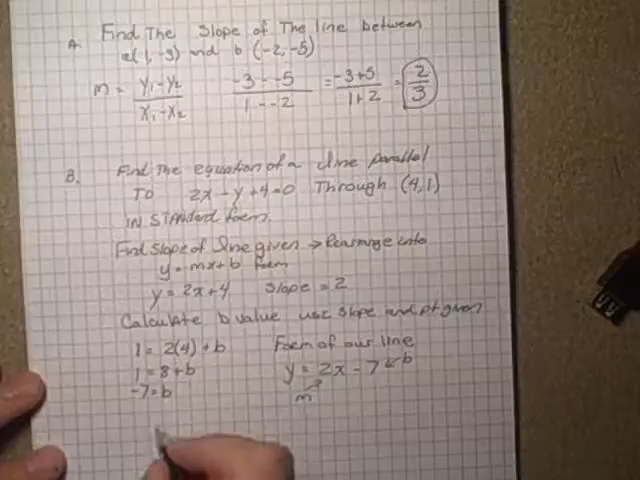 A. Find The Slope of The line between
a(1,-3) and b (-2,-5)
m = y₁-y₂ / x₁-x₂   -3--5 / 1--2 = -3+5 / 1+2 = 2/3
B. Find The equation of a line parallel
TO 2x-y+4=0 Through (4,1)
IN STANDARD form.
Find Slope of line given → Rearrange into
y=mx+b form
y=2x+4 Slope = 2
Calculate b value use slope and pt given
1 = 2(4)+b Form of our line
1 = 8+b y = 2x-7 ← b
-7=b m